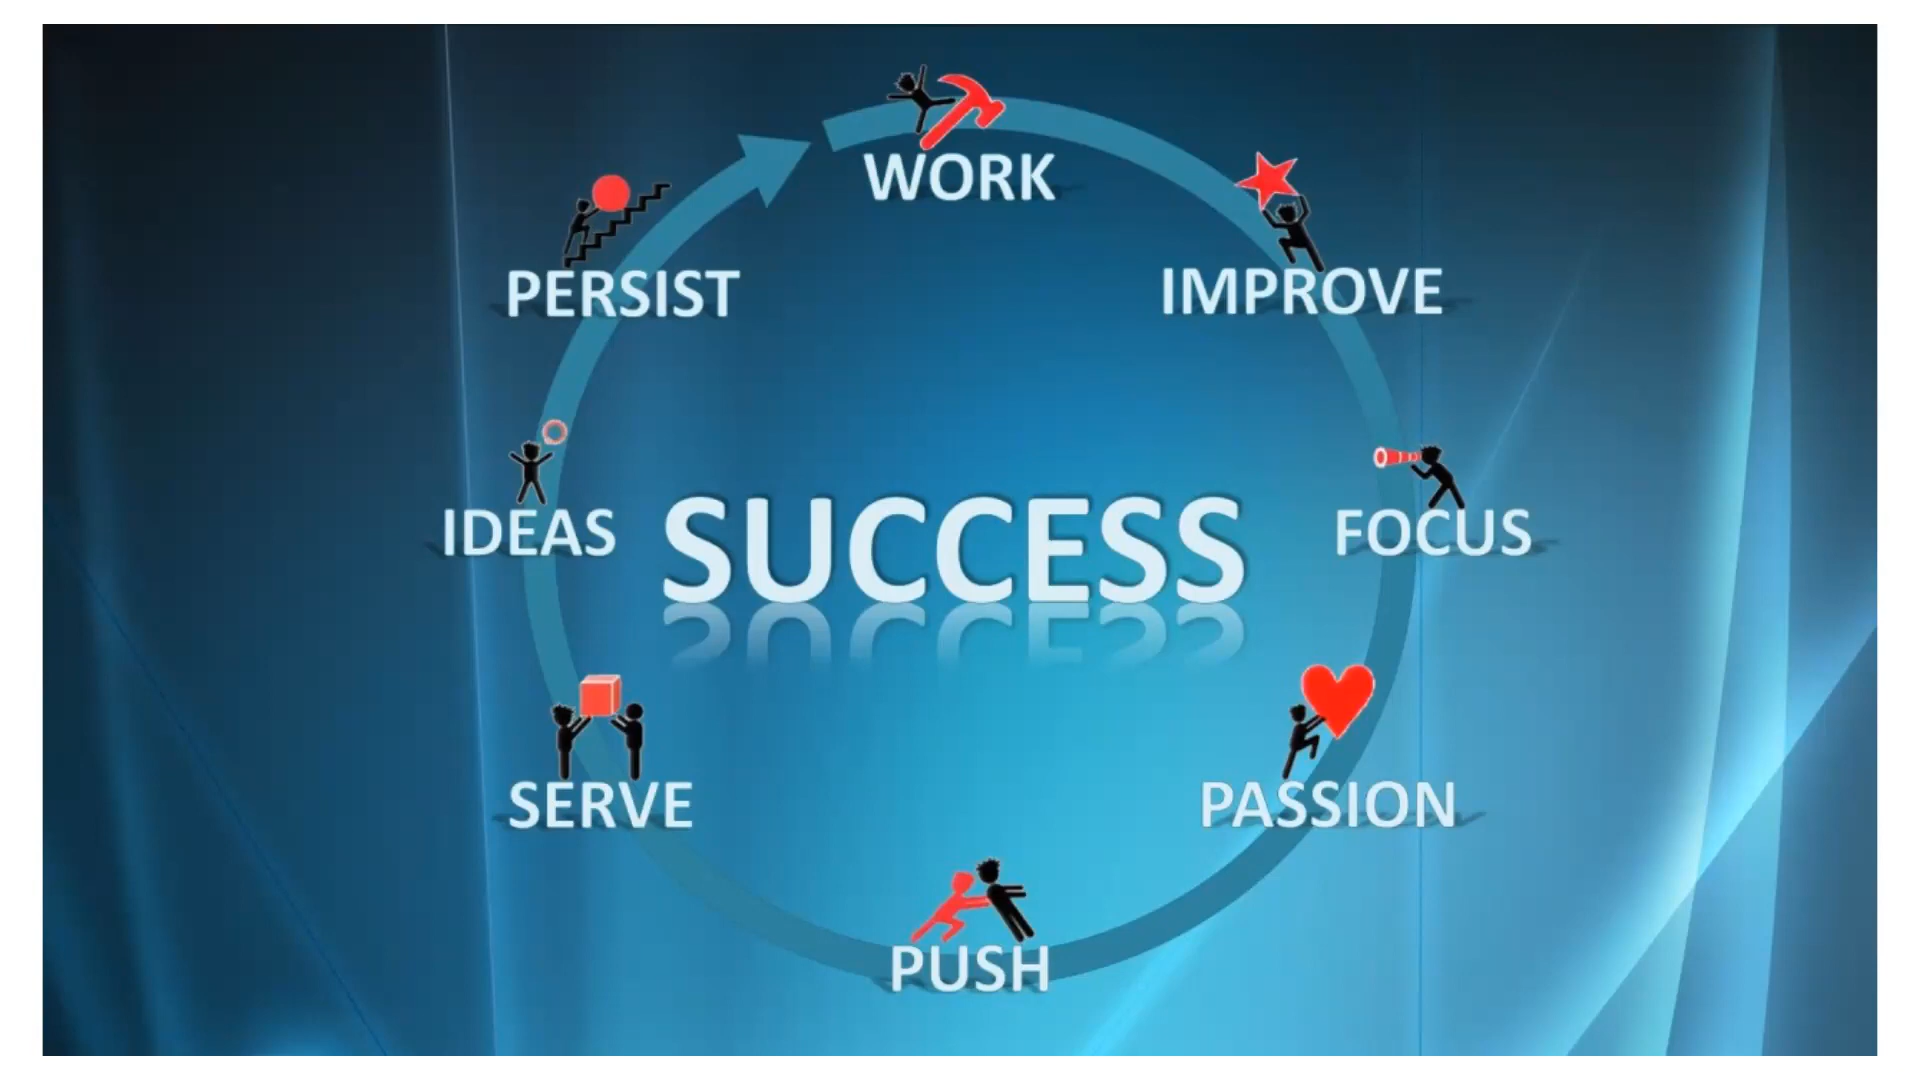 WORK
IMPROVE
FOCUS
PASSION
PUSH
SERVE
IDEAS
PERSIST
SUCCESS